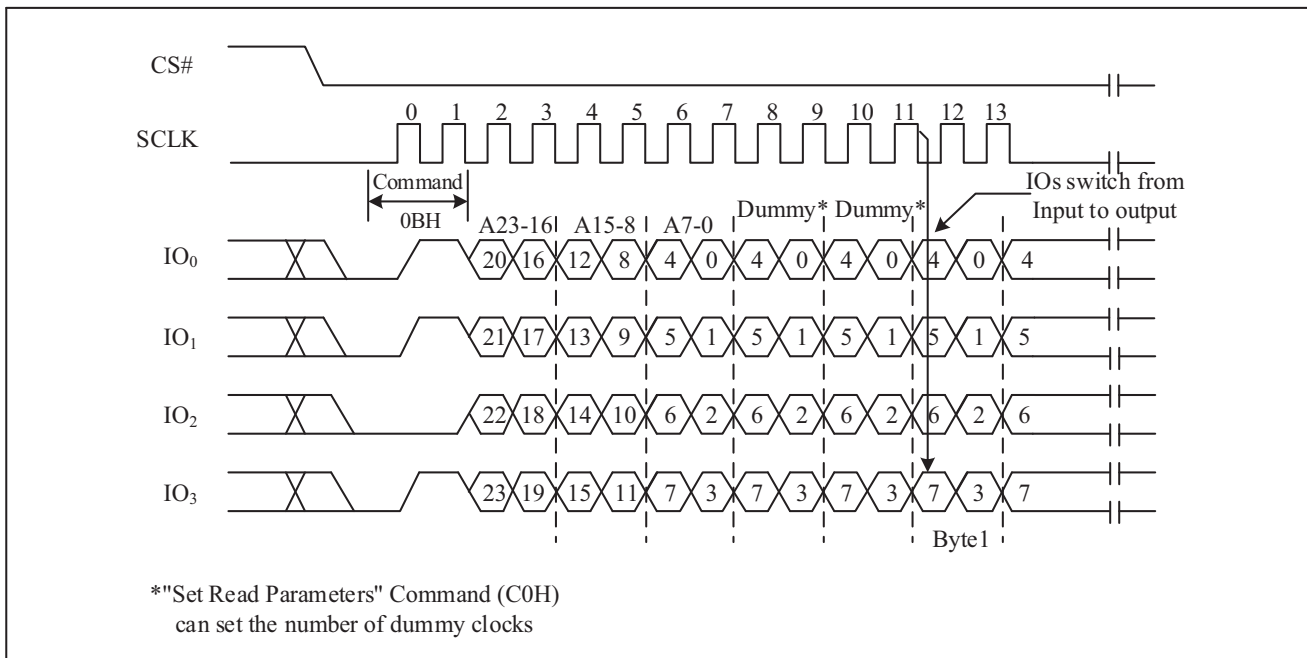 CS#
0 1 2 3 4 5 6 7 8 9 10 11 12 13
SCLK
Command
IOs switch from
0BH
Dummy* Dummy*
Input to output
A23-16 A15-8 A7-0
IO₀ 20 16 12 8 4 0 4 0 4 0 4 0 4
IO₁ 21 17 13 9 5 1 5 1 5 1 5 1 5
IO₂ 22 18 14 10 6 2 6 2 6 2 6 2 6
IO₃ 23 19 15 11 7 3 7 3 7 3 7 3 7
Byte1
*"Set Read Parameters" Command (C0H)
can set the number of dummy clocks